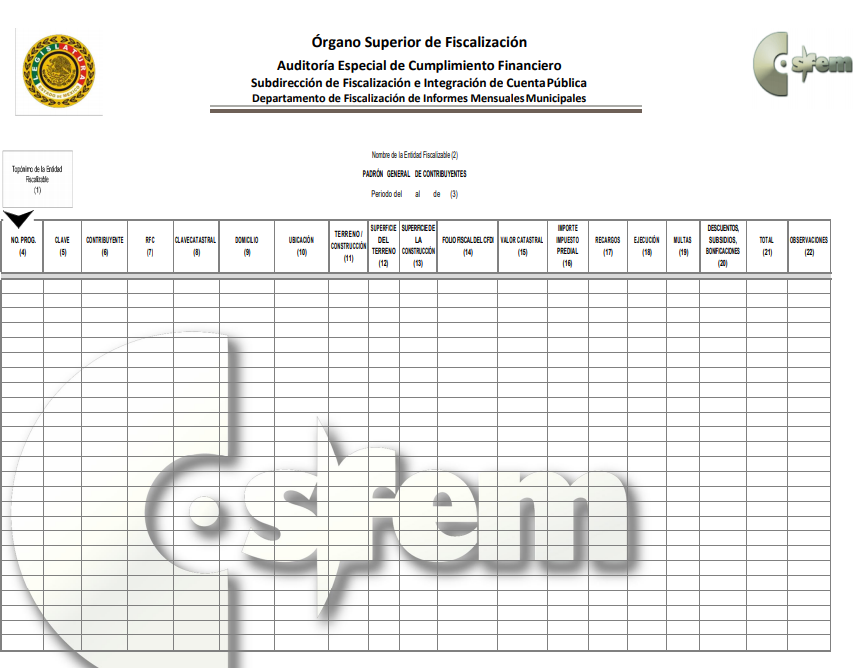 Órgano Superior de Fiscalización
Auditoría Especial de Cumplimiento Financiero
Subdirección de Fiscalización e Integración de Cuenta Pública
Departamento de Fiscalización de Informes Mensuales Municipales
LEGISLATURA
ESTADO DE MÉXICO
osfem
Topónimo de la Entidad
Fiscalizable
(1)
Nombre de la Entidad Fiscalizable (2)
PADRÓN GENERAL DE CONTRIBUYENTES
Periodo del al de (3)
NO. PROG.
(4)
CLAVE
(5)
CONTRIBUYENTE
(6)
RFC
(7)
CLAVE CATASTRAL
(8)
DOMICILIO
(9)
UBICACIÓN
(10)
TERRENO /
CONSTRUCCIÓN
(11)
SUPERFICIE
DEL
TERRENO
(12)
SUPERFICIE DE
LA
CONSTRUCCIÓN
(13)
FOLIO FISCAL DEL CFDI
(14)
VALOR CATASTRAL
(15)
IMPORTE
IMPUESTO
PREDIAL
(16)
RECARGOS
(17)
EJECUCIÓN
(18)
MULTAS
(19)
DESCUENTOS,
SUBSIDIOS,
BONIFICACIONES
(20)
TOTAL
(21)
OBSERVACIONES
(22)
osfem